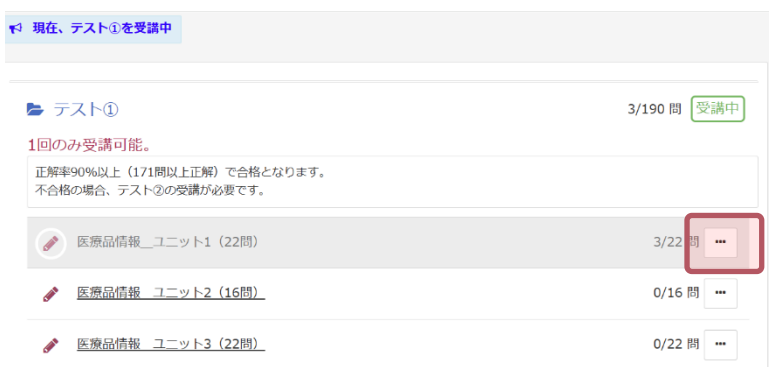 現在、テスト①を受講中
テスト① 3/190 問 受講中
1回のみ受講可能。
正解率90%以上（171問以上正解）で合格となります。
不合格の場合、テスト②の受講が必要です。
医療品情報__ユニット1（22問） 3/22 問 ...
医療品情報　ユニット2（16問） 0/16 問 ...
医療品情報　ユニット3（22問） 0/22 問 ...